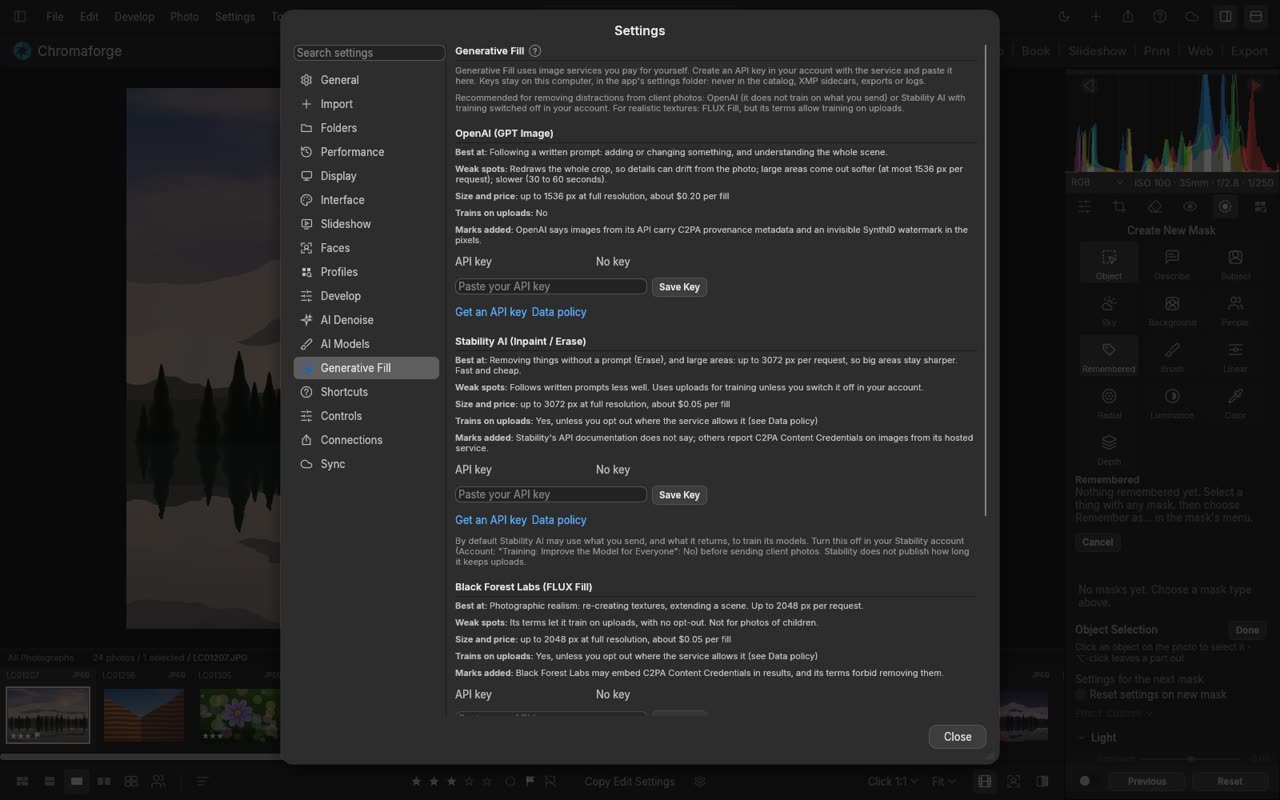 File Edit Develop Photo Settings
Settings
Chromaforge
Book Slideshow Print Web Export
Search settings
General
Import
Folders
Performance
Display
Interface
Slideshow
Faces
Profiles
Develop
AI Denoise
AI Models
Generative Fill
Shortcuts
Controls
Connections
Sync
Generative Fill ?
Generative Fill uses image services you pay for yourself. Create an API key in your account with the service and paste it
here. Keys stay on this computer, in the app's settings folder: never in the catalog, XMP sidecars, exports or logs.
Recommended for removing distractions from client photos: OpenAI (it does not train on what you send) or Stability AI with
training switched off in your account. For realistic textures: FLUX Fill, but its terms allow training on uploads.
OpenAI (GPT Image)
Best at: Following a written prompt: adding or changing something, and understanding the whole scene.
Weak spots: Redraws the whole crop, so details can drift from the photo; large areas come out softer (at most 1536 px per
request); slower (30 to 60 seconds).
Size and price: up to 1536 px at full resolution, about $0.20 per fill
Trains on uploads: No
Marks added: OpenAI says images from its API carry C2PA provenance metadata and an invisible SynthID watermark in the
pixels.
API key No key
Paste your API key Save Key
Get an API key Data policy
Stability AI (Inpaint / Erase)
Best at: Removing things without a prompt (Erase), and large areas: up to 3072 px per request, so big areas stay sharper.
Fast and cheap.
Weak spots: Follows written prompts less well. Uses uploads for training unless you switch it off in your account.
Size and price: up to 3072 px at full resolution, about $0.05 per fill
Trains on uploads: Yes, unless you opt out where the service allows it (see Data policy)
Marks added: Stability's API documentation does not say; others report C2PA Content Credentials on images from its hosted
service.
API key No key
Paste your API key Save Key
Get an API key Data policy
By default Stability AI may use what you send, and what it returns, to train its models. Turn this off in your Stability account
(Account: "Training: Improve the Model for Everyone": No) before sending client photos. Stability does not publish how long
it keeps uploads.
Black Forest Labs (FLUX Fill)
Best at: Photographic realism: re-creating textures, extending a scene. Up to 2048 px per request.
Weak spots: Its terms let it train on uploads, with no opt-out. Not for photos of children.
Size and price: up to 2048 px at full resolution, about $0.05 per fill
Trains on uploads: Yes, unless you opt out where the service allows it (see Data policy)
Marks added: Black Forest Labs may embed C2PA Content Credentials in results, and its terms forbid removing them.
API key No key
Close
RGB ISO 100 · 35mm · f/2.8 · 1/250
Create New Mask
Object Describe Subject
Sky Background People
Remembered Brush Linear
Radial Luminance Color
Depth
Remembered
Nothing remembered yet. Select a
thing with any mask, then choose
Remember as... in the mask's menu.
Cancel
No masks yet. Choose a mask type
above.
Object Selection Done
Click an object on the photo to select it ·
⌥-click leaves a part out
Settings for the next mask
Reset settings on new mask
Effect: Custom
Light
Amount
Previous Reset
All Photographs 24 photos / 1 selected / LC01207.JPG
LC01207 JPEG LC01256 JPEG LC01305
Copy Edit Settings Click 1:1 Fit